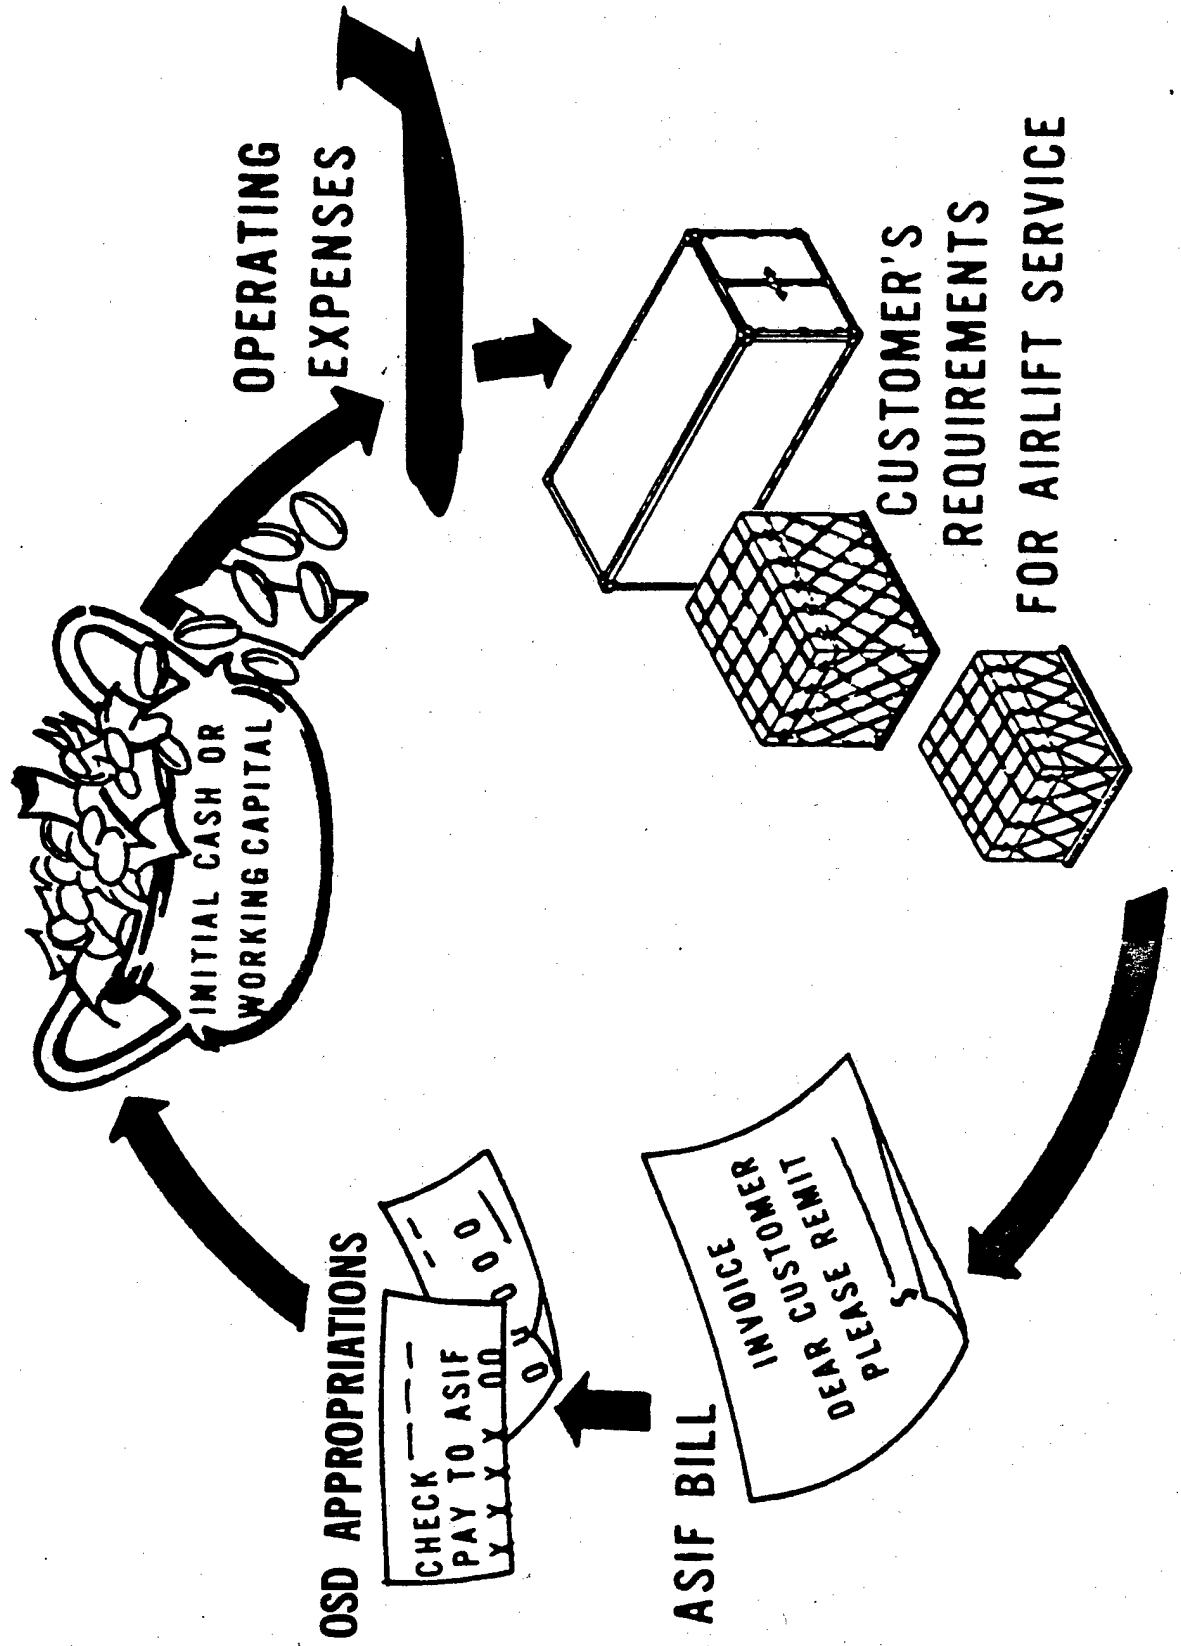 INITIAL CASH OR
WORKING CAPITAL
OPERATING
EXPENSES
CUSTOMER'S
REQUIREMENTS
FOR AIRLIFT SERVICE
INVOICE
DEAR CUSTOMER
PLEASE REMIT
$
ASIF BILL
OSD APPROPRIATIONS
CHECK
PAY TO ASIF
X X X X 00
000